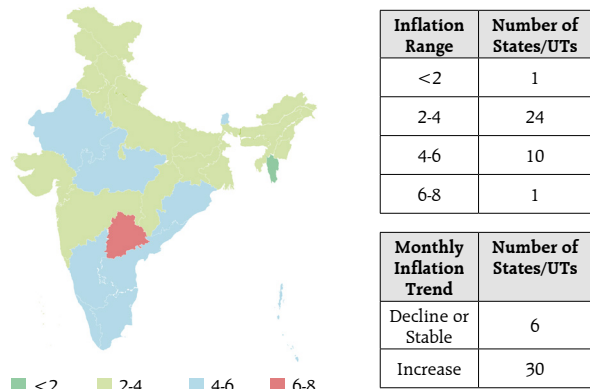 Inflation Number of
Range States/UTs
<2 1
2-4 24
4-6 10
6-8 1
Monthly Number of
Inflation States/UTs
Trend
Decline or
Stable 6
Increase 30
<2 2-4 4-6 6-8